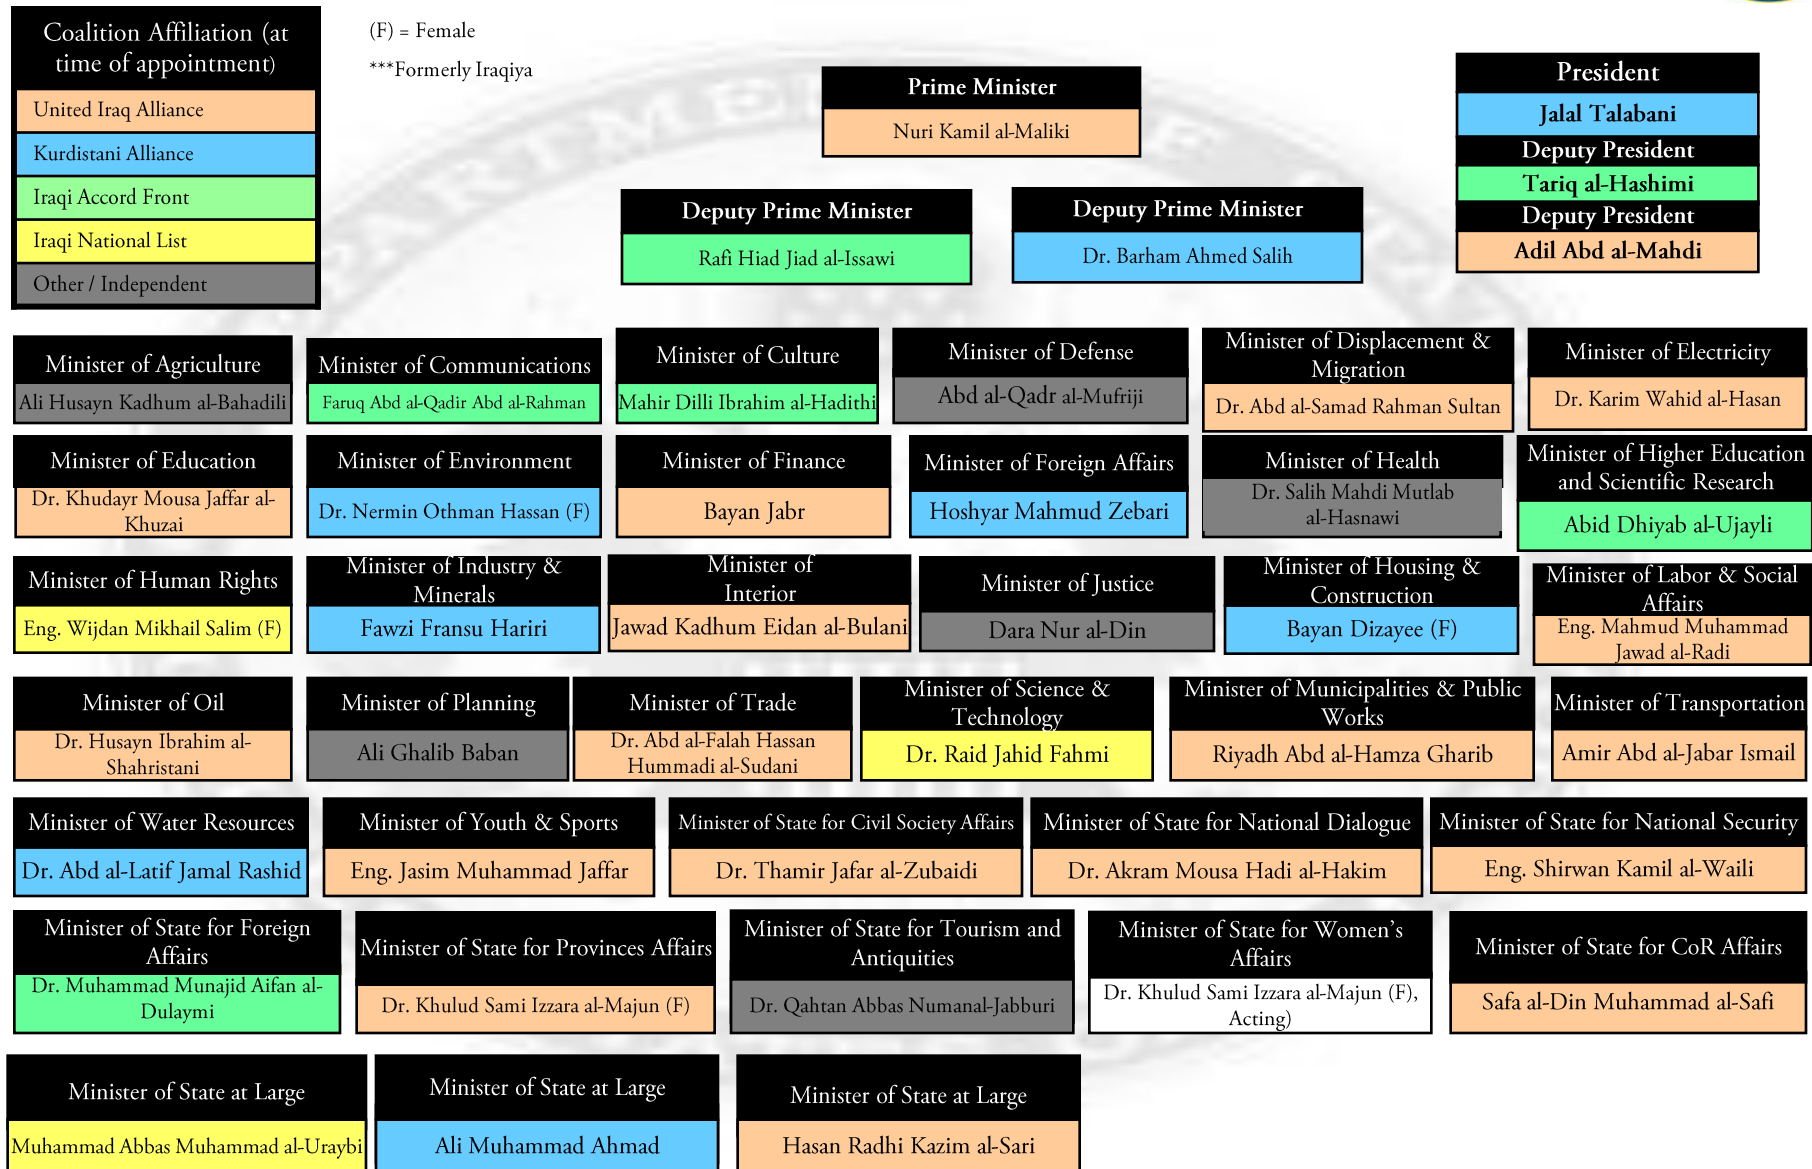 Coalition Affiliation (at
time of appointment)
United Iraq Alliance
Kurdistani Alliance
Iraqi Accord Front
Iraqi National List
Other / Independent
(F) = Female
***Formerly Iraqiya
Prime Minister
Nuri Kamil al-Maliki
President
Jalal Talabani
Deputy President
Tariq al-Hashimi
Deputy President
Adil Abd al-Mahdi
Deputy Prime Minister
Rafi Hiad Jiad al-Issawi
Deputy Prime Minister
Dr. Barham Ahmed Salih
Minister of Agriculture
Ali Husayn Kadhum al-Bahadili
Minister of Communications
Faruq Abd al-Qadir Abd al-Rahman
Minister of Culture
Mahir Dilli Ibrahim al-Hadithi
Minister of Defense
Abd al-Qadr al-Mufriji
Minister of Displacement &
Migration
Dr. Abd al-Samad Rahman Sultan
Minister of Electricity
Dr. Karim Wahid al-Hasan
Minister of Education
Dr. Khudayr Mousa Jaffar al-
Khuzai
Minister of Environment
Dr. Nermin Othman Hassan (F)
Minister of Finance
Bayan Jabr
Minister of Foreign Affairs
Hoshyar Mahmud Zebari
Minister of Health
Dr. Salih Mahdi Mutlab
al-Hasnawi
Minister of Higher Education
and Scientific Research
Abid Dhiyab al-Ujayli
Minister of Human Rights
Eng. Wijdan Mikhail Salim (F)
Minister of Industry &
Minerals
Fawzi Fransu Hariri
Minister of
Interior
Jawad Kadhum Eidan al-Bulani
Minister of Justice
Dara Nur al-Din
Minister of Housing &
Construction
Bayan Dizayee (F)
Minister of Labor & Social
Affairs
Eng. Mahmud Muhammad
Jawad al-Radi
Minister of Oil
Dr. Husayn Ibrahim al-
Shahristani
Minister of Planning
Ali Ghalib Baban
Minister of Trade
Dr. Abd al-Falah Hassan
Hummadi al-Sudani
Minister of Science &
Technology
Dr. Raid Jahid Fahmi
Minister of Municipalities & Public
Works
Riyadh Abd al-Hamza Gharib
Minister of Transportation
Amir Abd al-Jabar Ismail
Minister of Water Resources
Dr. Abd al-Latif Jamal Rashid
Minister of Youth & Sports
Eng. Jasim Muhammad Jaffar
Minister of State for Civil Society Affairs
Dr. Thamir Jafar al-Zubaidi
Minister of State for National Dialogue
Dr. Akram Mousa Hadi al-Hakim
Minister of State for National Security
Eng. Shirwan Kamil al-Waili
Minister of State for Foreign
Affairs
Dr. Muhammad Munajid Aifan al-
Dulaymi
Minister of State for Provinces Affairs
Dr. Khulud Sami Izzara al-Majun (F)
Minister of State for Tourism and
Antiquities
Dr. Qahtan Abbas Numanal-Jabburi
Minister of State for Women's
Affairs
Dr. Khulud Sami Izzara al-Majun (F),
Acting)
Minister of State for CoR Affairs
Safa al-Din Muhammad al-Safi
Minister of State at Large
Muhammad Abbas Muhammad al-Uraybi
Minister of State at Large
Ali Muhammad Ahmad
Minister of State at Large
Hasan Radhi Kazim al-Sari